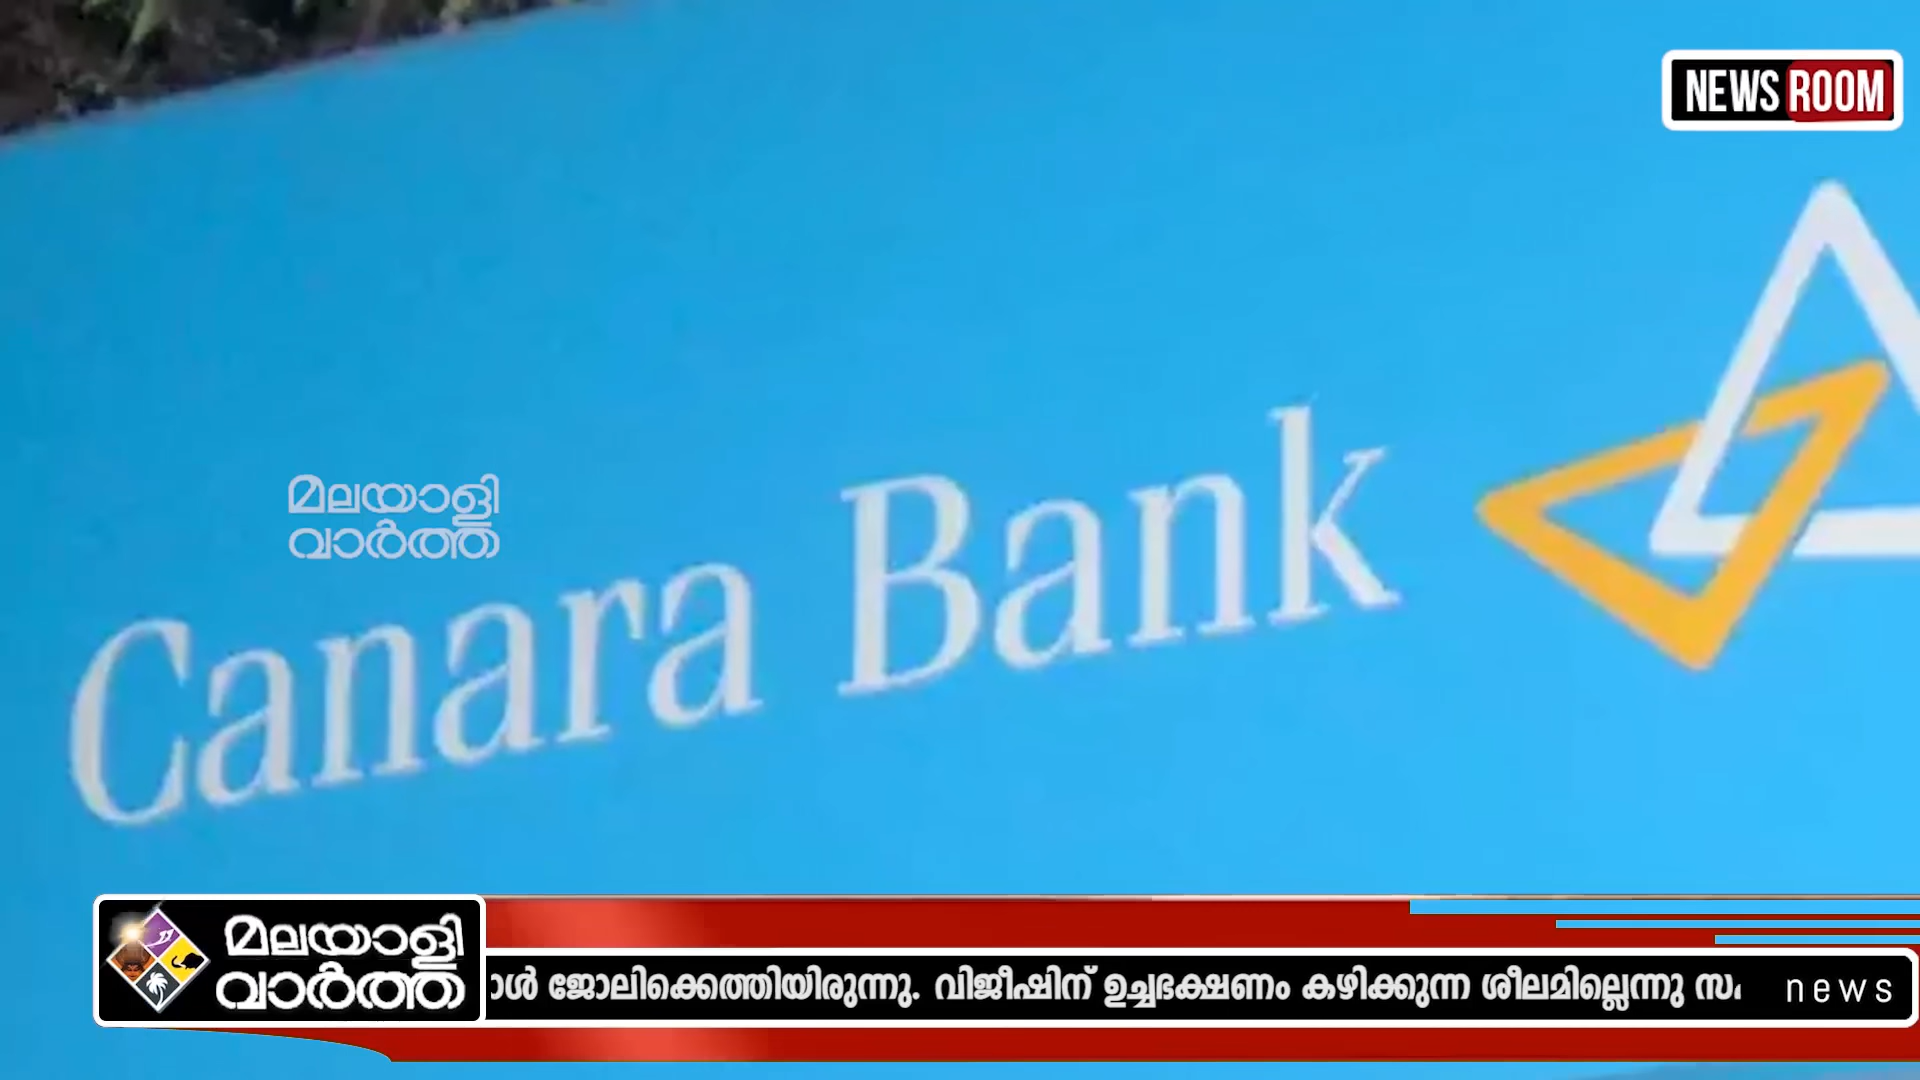 NEWS ROOM
മലയാളി
വാർത്ത
Canara Bank
മലയാളി
വാർത്ത
ജോലിക്കെത്തിയിരുന്നു. വിജീഷിന് ഉച്ചഭക്ഷണം കഴിക്കുന്ന ശീലമില്ലെന്നു
news